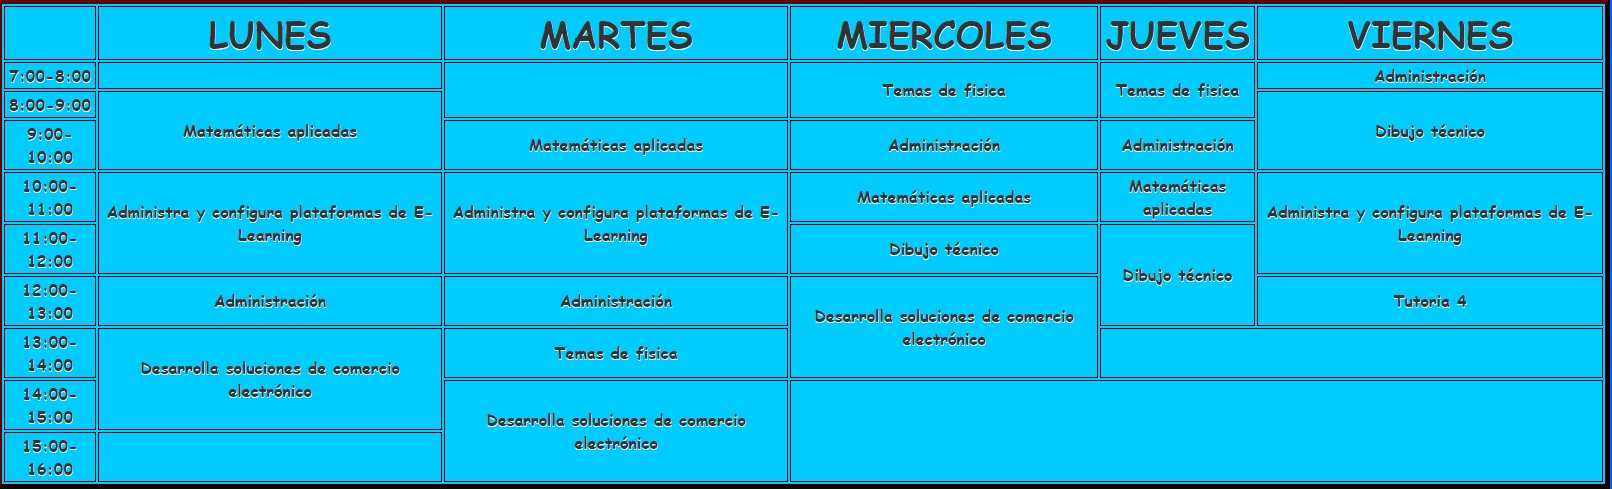 LUNES MARTES MIERCOLES JUEVES VIERNES
7:00-8:00 Temas de fisica Temas de fisica Administración
8:00-9:00 Matemáticas aplicadas Dibujo técnico
9:00-
10:00 Matemáticas aplicadas Administración Administración
10:00-
11:00 Administra y configura plataformas de E-
Learning Administra y configura plataformas de E-
Learning Matemáticas aplicadas Matemáticas
aplicadas Administra y configura plataformas de E-
Learning
11:00-
12:00 Dibujo técnico Dibujo técnico
12:00-
13:00 Administración Administración Desarrolla soluciones de comercio
electrónico Tutoria 4
13:00-
14:00 Desarrolla soluciones de comercio
electrónico Temas de fisica
14:00-
15:00 Desarrolla soluciones de comercio
electrónico
15:00-
16:00